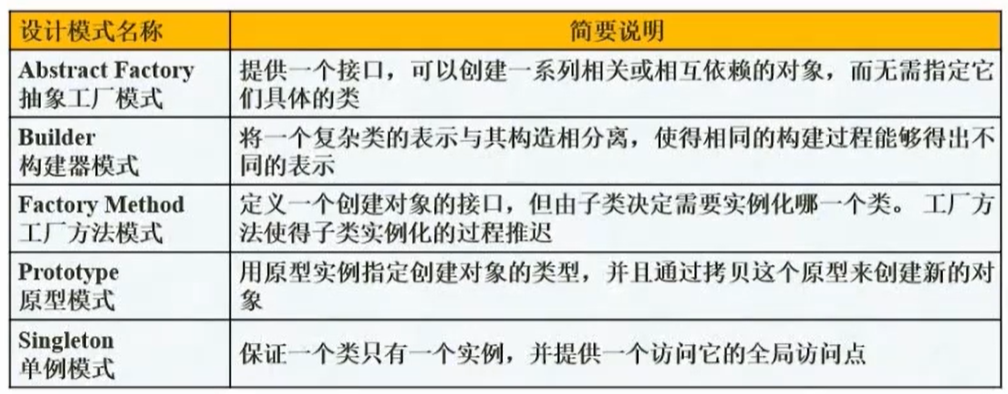 设计模式名称
简要说明
Abstract Factory
抽象工厂模式
提供一个接口，可以创建一系列相关或相互依赖的对象，而无需指定它
们具体的类
Builder
构建器模式
将一个复杂类的表示与其构造相分离，使得相同的构建过程能够得出不
同的表示
Factory Method
工厂方法模式
定义一个创建对象的接口，但由子类决定需要实例化哪一个类。 工厂方
法使得子类实例化的过程推迟
Prototype
原型模式
用原型实例指定创建对象的类型，并且通过拷贝这个原型来创建新的对
象
Singleton
单例模式
保证一个类只有一个实例，并提供一个访问它的全局访问点